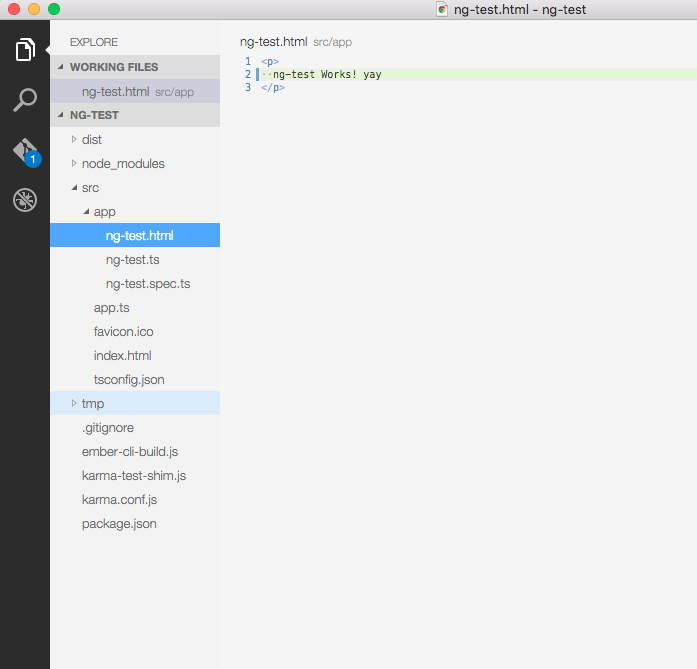 ng-test.html - ng-test
EXPLORE
WORKING FILES
ng-test.html src/app
NG-TEST
dist
node_modules
src
app
ng-test.html
ng-test.ts
ng-test.spec.ts
app.ts
favicon.ico
index.html
tsconfig.json
tmp
.gitignore
ember-cli-build.js
karma-test-shim.js
karma.conf.js
package.json
1
ng-test.html src/app
1 <p>
2 ··ng-test Works! yay
3 </p>